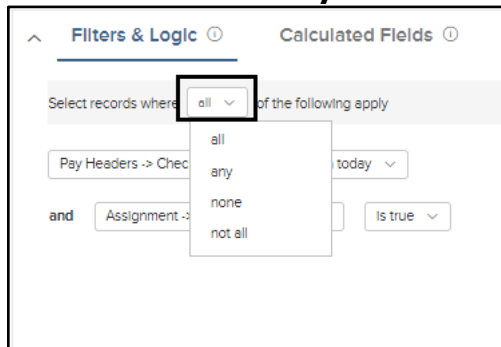 Filters & Logic Calculated Fields
Select records where all of the following apply
all
Pay Headers -> Chec today
any
and Assignment -> Is true
none
not all